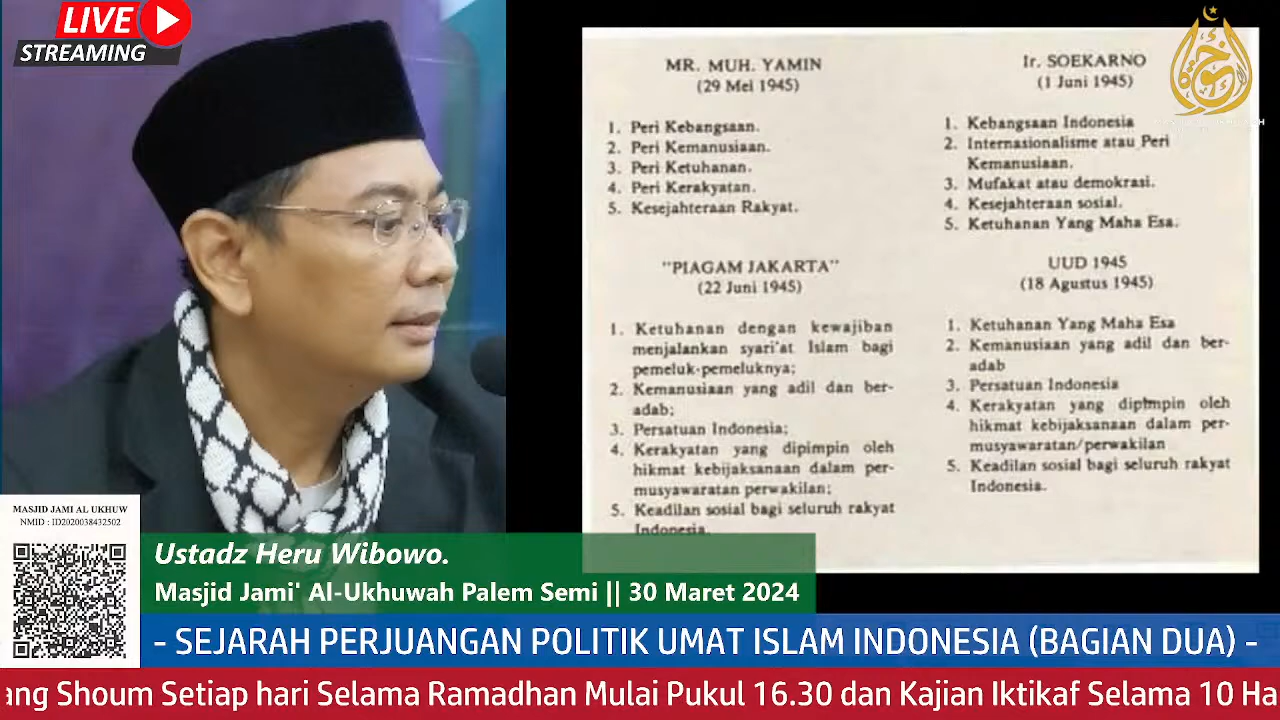 LIVE
STREAMING
MR. MUH. YAMIN
(29 Mei 1945)
1. Peri Kebangsaan.
2. Peri Kemanusiaan.
3. Peri Ketuhanan.
4. Peri Kerakyatan.
5. Kesejahteraan Rakyat.
Ir. SOEKARNO
(1 Juni 1945)
1. Kebangsaan Indonesia
2. Internasionalisme atau Peri
Kemanusiaan.
3. Mufakat atau demokrasi.
4. Kesejahteraan sosial.
5. Ketuhanan Yang Maha Esa.
"PIAGAM JAKARTA"
(22 Juni 1945)
1. Ketuhanan dengan kewajiban
menjalankan syari'at Islam bagi
pemeluk-pemeluknya;
2. Kemanusiaan yang adil dan ber-
adab;
3. Persatuan Indonesia;
4. Kerakyatan yang dipimpin oleh
hikmat kebijaksanaan dalam per-
musyawaratan perwakilan;
5. Keadilan sosial bagi seluruh rakyat
Indonesia.
UUD 1945
(18 Agustus 1945)
1. Ketuhanan Yang Maha Esa
2. Kemanusiaan yang adil dan ber-
adab
3. Persatuan Indonesia
4. Kerakyatan yang dipimpin oleh
hikmat kebijaksanaan dalam per-
musyawaratan/perwakilan
5. Keadilan sosial bagi seluruh rakyat
Indonesia.
MASJID JAMI AL UKHUW
NMID : ID2020038432502
Ustadz Heru Wibowo.
Masjid Jami' Al-Ukhuwah Palem Semi || 30 Maret 2024
- SEJARAH PERJUANGAN POLITIK UMAT ISLAM INDONESIA (BAGIAN DUA) -
ang Shoum Setiap hari Selama Ramadhan Mulai Pukul 16.30 dan Kajian Iktikaf Selama 10 Ha